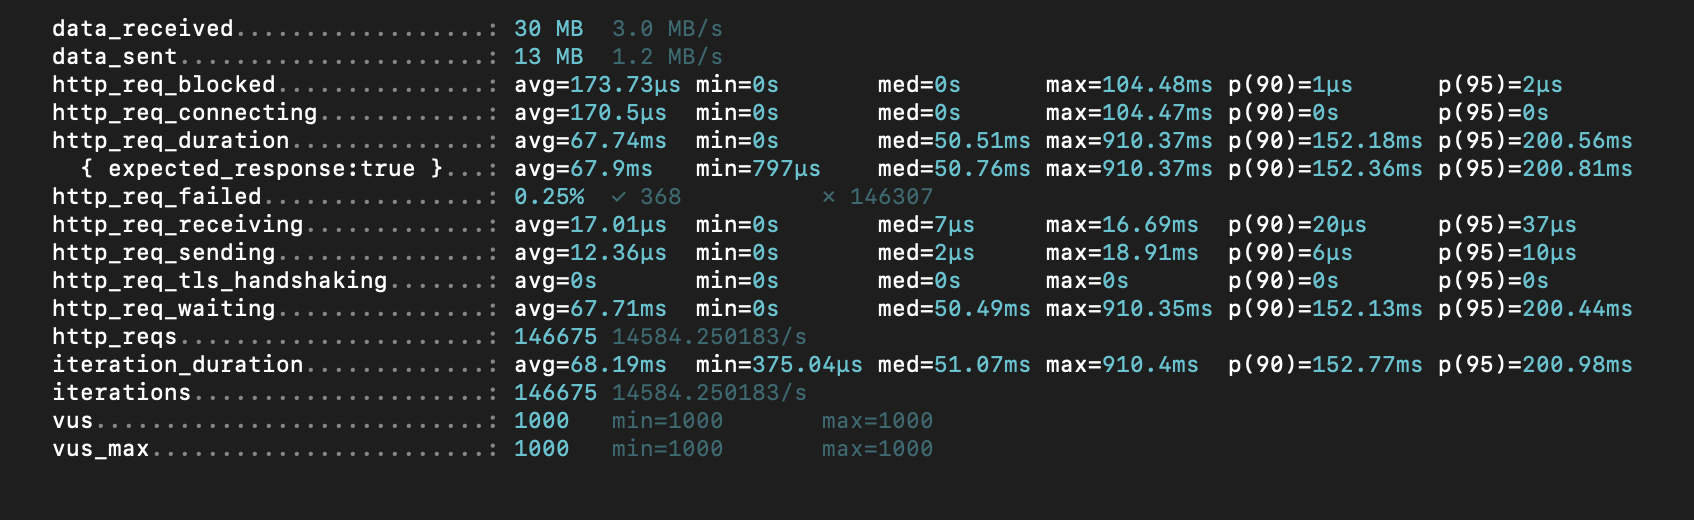 data_received..................: 30 MB  3.0 MB/s
data_sent......................: 13 MB  1.2 MB/s
http_req_blocked...............: avg=173.73µs min=0s       med=0s      max=104.48ms p(90)=1µs      p(95)=2µs
http_req_connecting............: avg=170.5µs  min=0s       med=0s      max=104.47ms p(90)=0s       p(95)=0s
http_req_duration..............: avg=67.74ms  min=0s       med=50.51ms max=910.37ms p(90)=152.18ms p(95)=200.56ms
  { expected_response:true }...: avg=67.9ms   min=797µs    med=50.76ms max=910.37ms p(90)=152.36ms p(95)=200.81ms
http_req_failed................: 0.25%  ✓ 368          ✗ 146307
http_req_receiving.............: avg=17.01µs  min=0s       med=7µs     max=16.69ms  p(90)=20µs     p(95)=37µs
http_req_sending...............: avg=12.36µs  min=0s       med=2µs     max=18.91ms  p(90)=6µs      p(95)=10µs
http_req_tls_handshaking.......: avg=0s       min=0s       med=0s      max=0s       p(90)=0s       p(95)=0s
http_req_waiting...............: avg=67.71ms  min=0s       med=50.49ms max=910.35ms p(90)=152.13ms p(95)=200.44ms
http_reqs......................: 146675 14584.250183/s
iteration_duration.............: avg=68.19ms  min=375.04µs med=51.07ms max=910.4ms  p(90)=152.77ms p(95)=200.98ms
iterations.....................: 146675 14584.250183/s
vus............................: 1000   min=1000       max=1000
vus_max........................: 1000   min=1000       max=1000